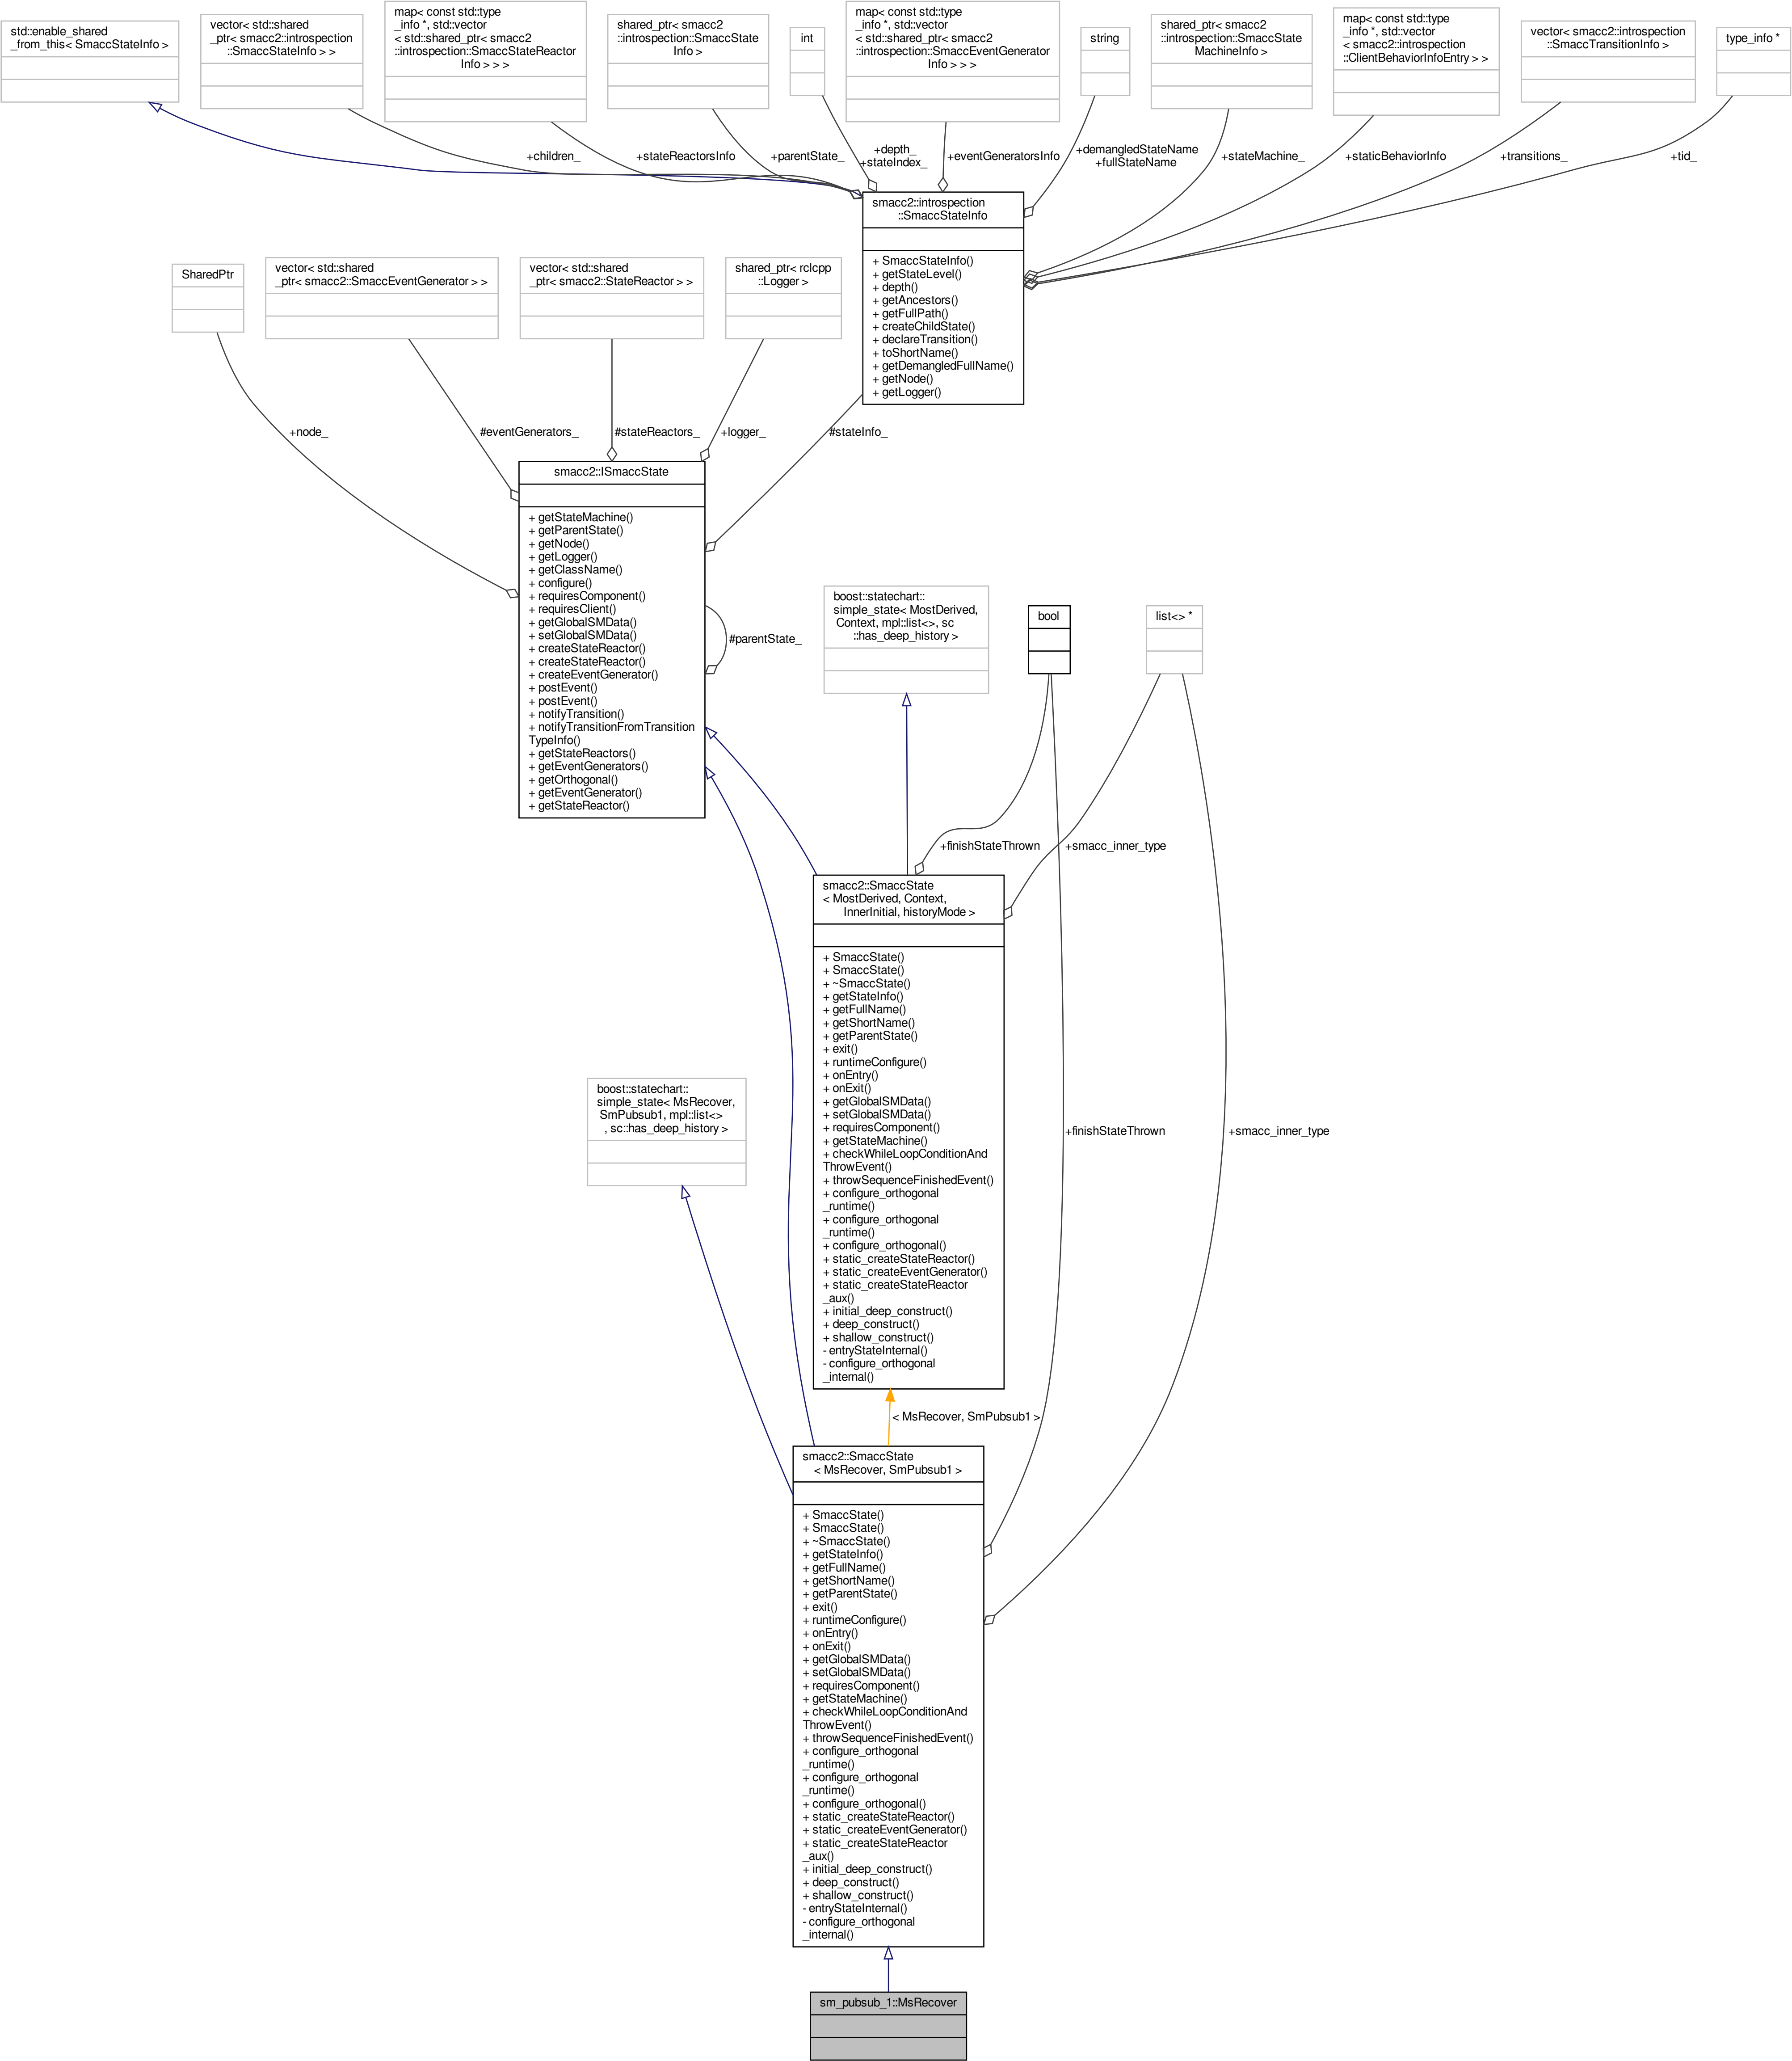 std::enable_shared
_from_this< SmaccStateInfo >
vector< std::shared
_ptr< smacc2::introspection
::SmaccStateInfo > >
map< const std::type
_info *, std::vector
< std::shared_ptr< smacc2
::introspection::SmaccStateReactor
Info > > >
shared_ptr< smacc2
::introspection::SmaccState
Info >
int
map< const std::type
_info *, std::vector
< std::shared_ptr< smacc2
::introspection::SmaccEventGenerator
Info > > >
string
shared_ptr< smacc2
::introspection::SmaccState
MachineInfo >
map< const std::type
_info *, std::vector
< smacc2::introspection
::ClientBehaviorInfoEntry > >
vector< smacc2::introspection
::SmaccTransitionInfo >
type_info *
+children_
+stateReactorsInfo
+parentState_
+depth_
+stateIndex_
+eventGeneratorsInfo
+demangledStateName
+fullStateName
+stateMachine_
+staticBehaviorInfo
+transitions_
+tid_
smacc2::introspection
::SmaccStateInfo
+ SmaccStateInfo()
+ getStateLevel()
+ depth()
+ getAncestors()
+ getFullPath()
+ createChildState()
+ declareTransition()
+ toShortName()
+ getDemangledFullName()
+ getNode()
+ getLogger()
SharedPtr
vector< std::shared
_ptr< smacc2::SmaccEventGenerator > >
vector< std::shared
_ptr< smacc2::StateReactor > >
shared_ptr< rclcpp
::Logger >
+node_
#eventGenerators_
#stateReactors_
+logger_
#stateInfo_
smacc2::ISmaccState
+ getStateMachine()
+ getParentState()
+ getNode()
+ getLogger()
+ getClassName()
+ configure()
+ requiresComponent()
+ requiresClient()
+ getGlobalSMData()
+ setGlobalSMData()
+ createStateReactor()
+ createStateReactor()
+ createEventGenerator()
+ postEvent()
+ postEvent()
+ notifyTransition()
+ notifyTransitionFromTransition
TypeInfo()
+ getStateReactors()
+ getEventGenerators()
+ getOrthogonal()
+ getEventGenerator()
+ getStateReactor()
#parentState_
boost::statechart::
simple_state< MostDerived,
Context, mpl::list<>, sc
::has_deep_history >
bool
list<> *
+finishStateThrown
+smacc_inner_type
smacc2::SmaccState
< MostDerived, Context,
InnerInitial, historyMode >
+ SmaccState()
+ SmaccState()
+ ~SmaccState()
+ getStateInfo()
+ getFullName()
+ getShortName()
+ getParentState()
+ exit()
+ runtimeConfigure()
+ onEntry()
+ onExit()
+ getGlobalSMData()
+ setGlobalSMData()
+ requiresComponent()
+ getStateMachine()
+ checkWhileLoopConditionAnd
ThrowEvent()
+ throwSequenceFinishedEvent()
+ configure_orthogonal
_runtime()
+ configure_orthogonal
_runtime()
+ configure_orthogonal()
+ static_createStateReactor()
+ static_createEventGenerator()
+ static_createStateReactor
_aux()
+ initial_deep_construct()
+ deep_construct()
+ shallow_construct()
- entryStateInternal()
- configure_orthogonal
_internal()
boost::statechart::
simple_state< MsRecover,
SmPubsub1, mpl::list<>
, sc::has_deep_history >
+finishStateThrown
+smacc_inner_type
< MsRecover, SmPubsub1 >
smacc2::SmaccState
< MsRecover, SmPubsub1 >
+ SmaccState()
+ SmaccState()
+ ~SmaccState()
+ getStateInfo()
+ getFullName()
+ getShortName()
+ getParentState()
+ exit()
+ runtimeConfigure()
+ onEntry()
+ onExit()
+ getGlobalSMData()
+ setGlobalSMData()
+ requiresComponent()
+ getStateMachine()
+ checkWhileLoopConditionAnd
ThrowEvent()
+ throwSequenceFinishedEvent()
+ configure_orthogonal
_runtime()
+ configure_orthogonal
_runtime()
+ configure_orthogonal()
+ static_createStateReactor()
+ static_createEventGenerator()
+ static_createStateReactor
_aux()
+ initial_deep_construct()
+ deep_construct()
+ shallow_construct()
- entryStateInternal()
- configure_orthogonal
_internal()
sm_pubsub_1::MsRecover